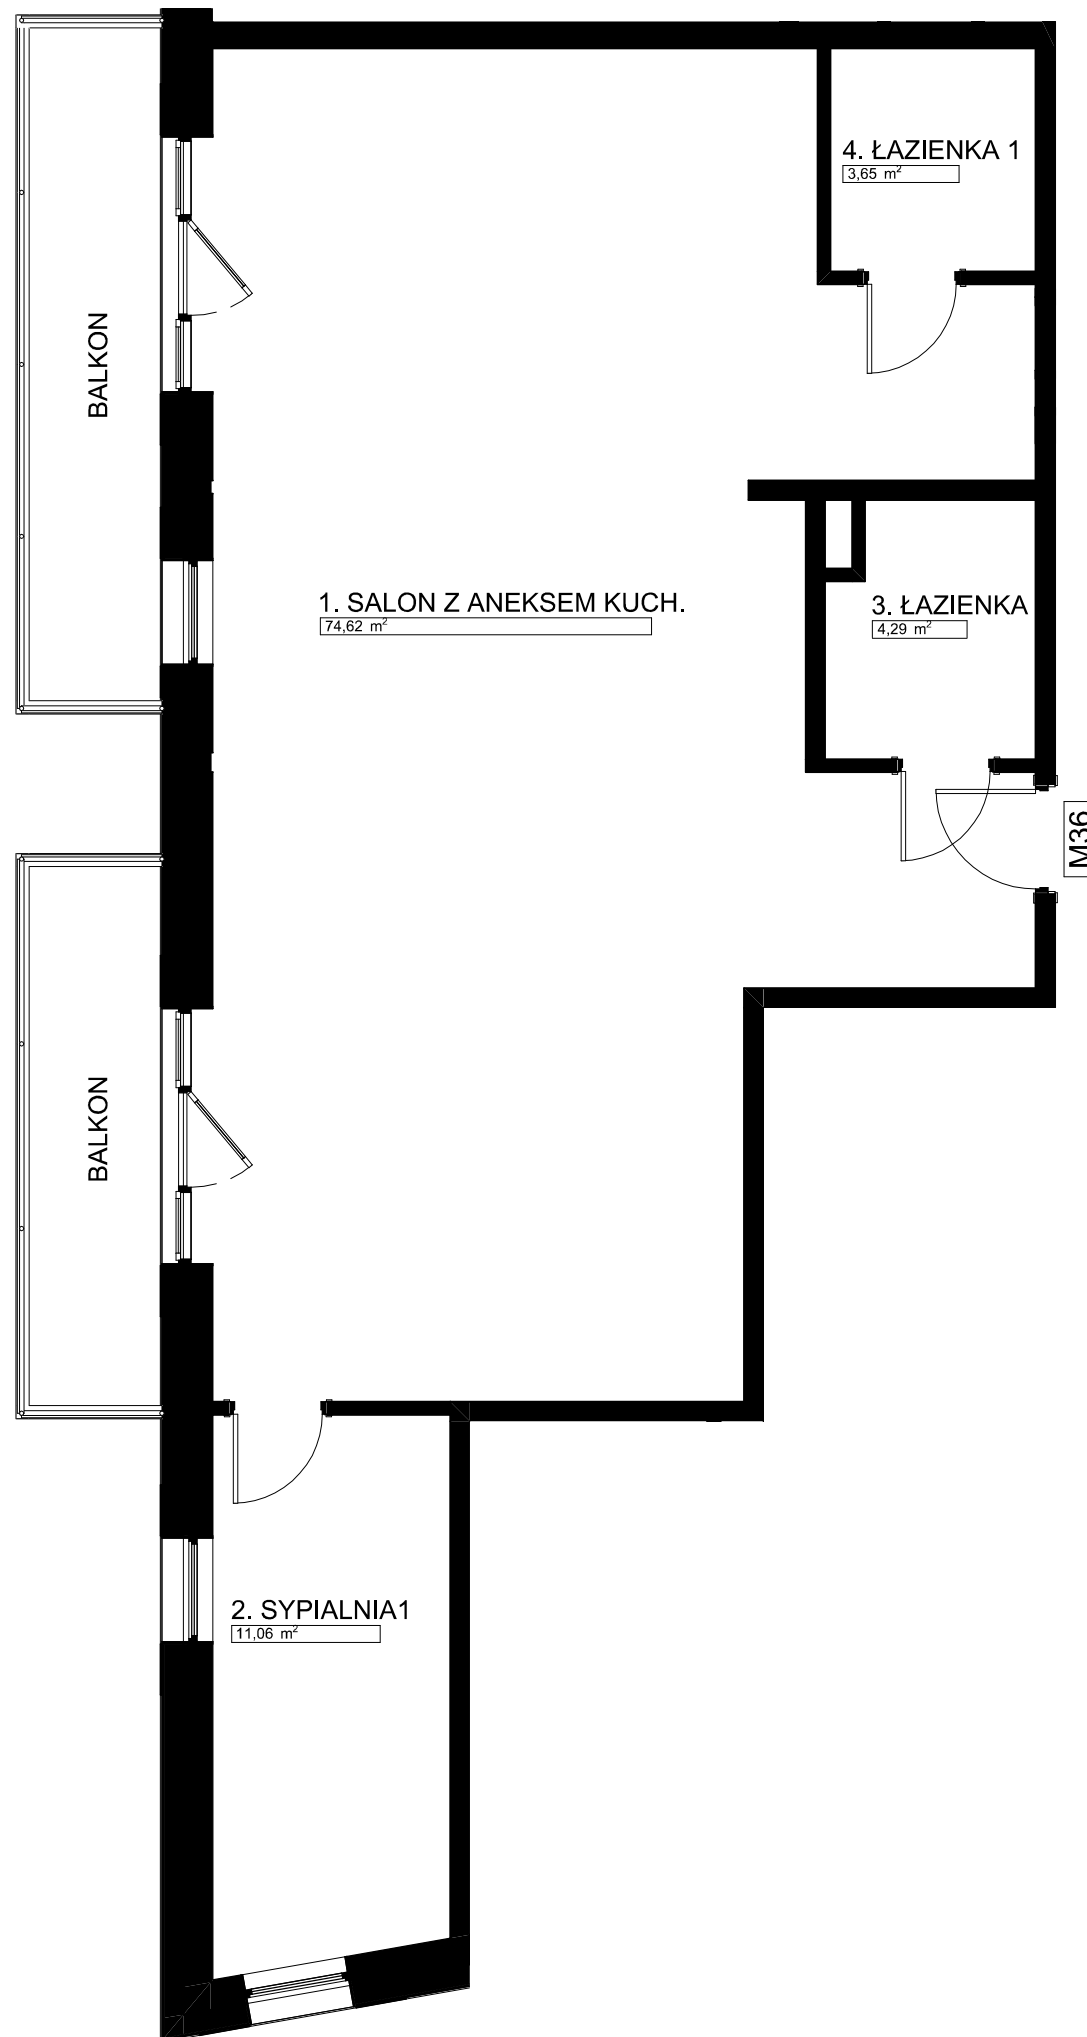 4. ŁAZIENKA 1
3,65 m²
BALKON
1. SALON Z ANEKSEM KUCH.
74,62 m²
3. ŁAZIENKA
4,29 m²
M36
BALKON
2. SYPIALNIA1
11,06 m²